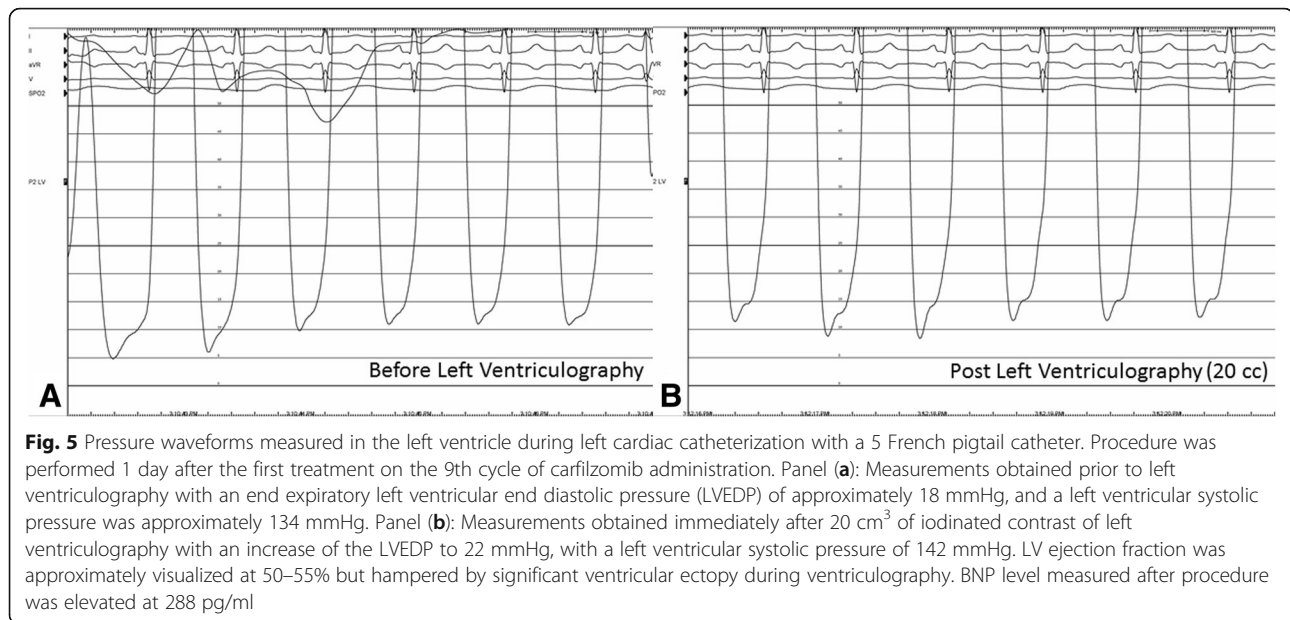 I
II
aVR
V
SPO2
P2 LV
Before Left Ventriculography
A
VR
PO2
2 LV
Post Left Ventriculography (20 cc)
B
Fig. 5 Pressure waveforms measured in the left ventricle during left cardiac catheterization with a 5 French pigtail catheter. Procedure was
performed 1 day after the first treatment on the 9th cycle of carfilzomib administration. Panel (a): Measurements obtained prior to left
ventriculography with an end expiratory left ventricular end diastolic pressure (LVEDP) of approximately 18 mmHg, and a left ventricular systolic
pressure was approximately 134 mmHg. Panel (b): Measurements obtained immediately after 20 cm³ of iodinated contrast of left
ventriculography with an increase of the LVEDP to 22 mmHg, with a left ventricular systolic pressure of 142 mmHg. LV ejection fraction was
approximately visualized at 50–55% but hampered by significant ventricular ectopy during ventriculography. BNP level measured after procedure
was elevated at 288 pg/ml